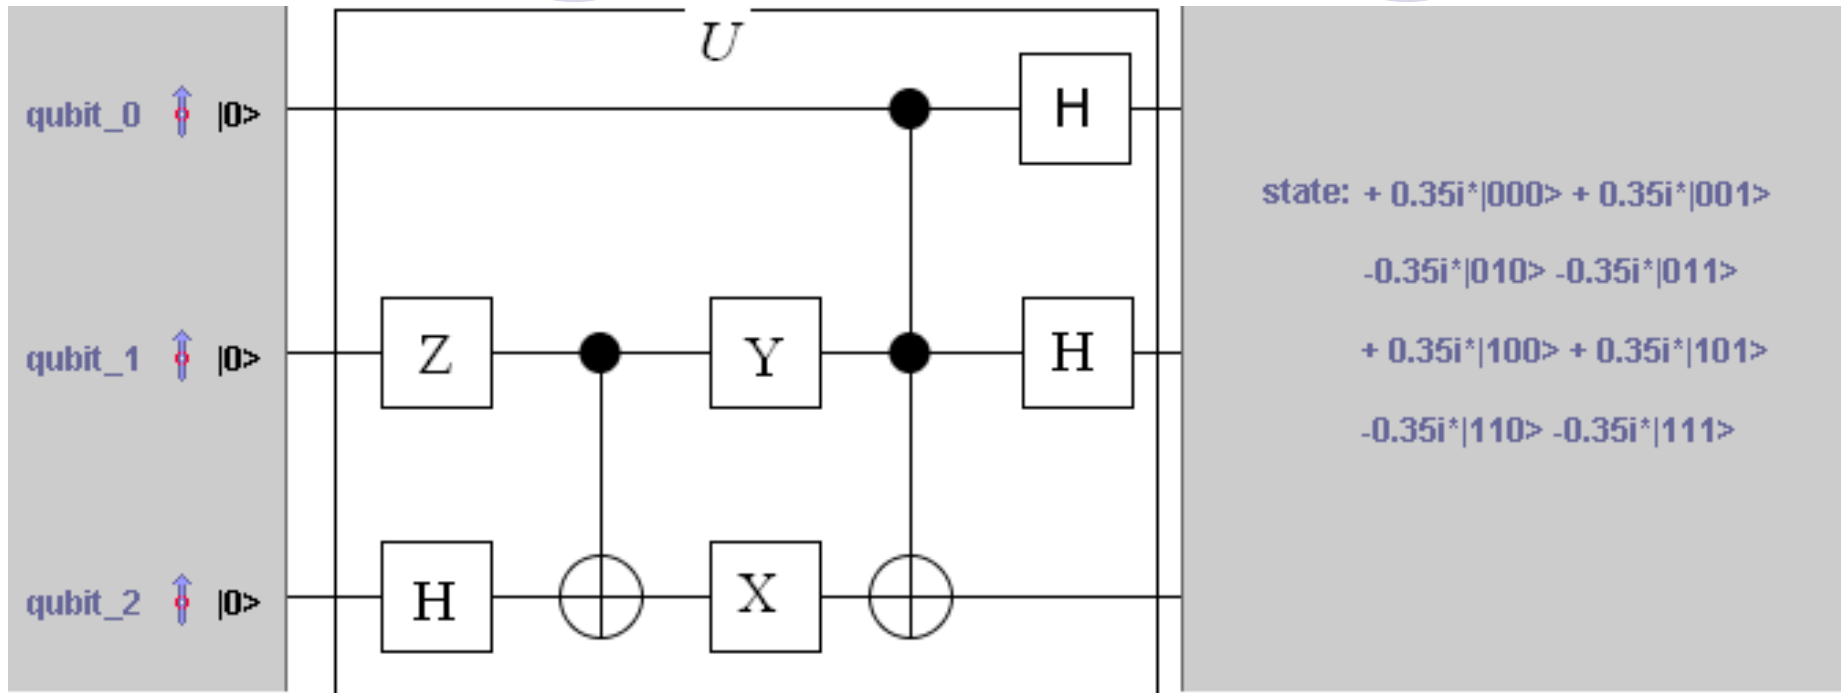 U
qubit_0 |0> H
state: + 0.35i*|000> + 0.35i*|001>
-0.35i*|010> -0.35i*|011>
qubit_1 |0> Z Y H
+ 0.35i*|100> + 0.35i*|101>
-0.35i*|110> -0.35i*|111>
qubit_2 |0> H X